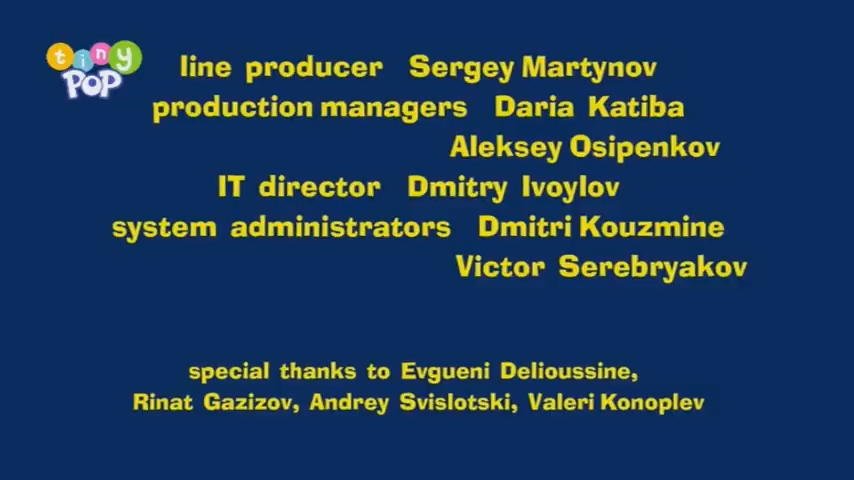 tiny
POP
line producer Sergey Martynov
production managers Daria Katiba
Aleksey Osipenkov
IT director Dmitry Ivoylov
system administrators Dmitri Kouzmine
Victor Serebryakov
special thanks to Evgueni Delioussine,
Rinat Gazizov, Andrey Svislotski, Valeri Konoplev